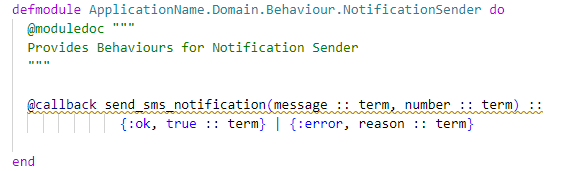 defmodule ApplicationName.Domain.Behaviour.NotificationSender do
@moduledoc """
Provides Behaviours for Notification Sender
"""
@callback send_sms_notification(message :: term, number :: term) ::
{:ok, true :: term} | {:error, reason :: term}
end